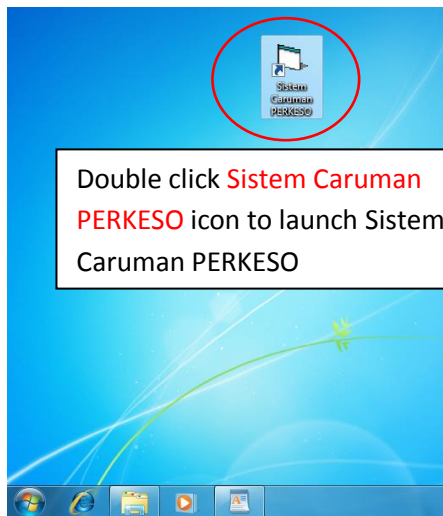 Sistem
Caruman
PERKESO
Double click Sistem Caruman
PERKESO icon to launch Sistem
Caruman PERKESO